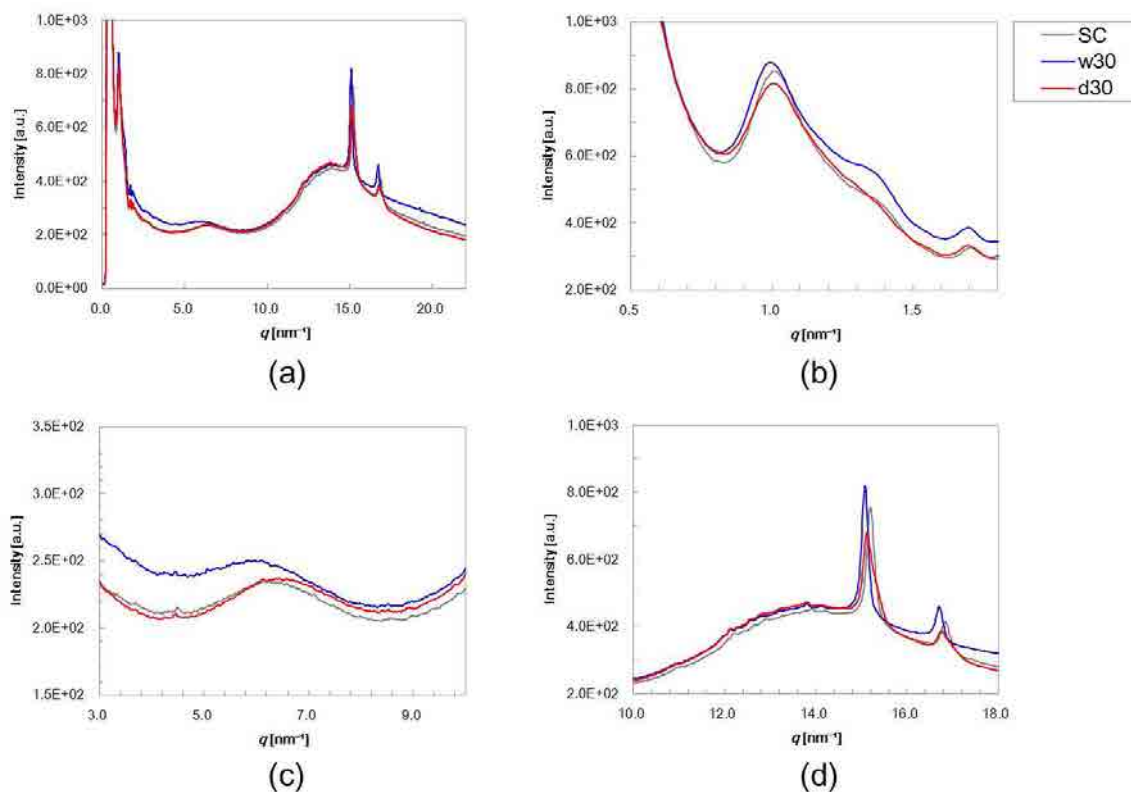 1.0E+03
8.0E+02
6.0E+02
4.0E+02
2.0E+02
0.0E+00
Intensity [a.u.]
0.0 5.0 10.0 15.0 20.0
q [nm⁻¹]
(a)
1.0E+03
8.0E+02
6.0E+02
4.0E+02
2.0E+02
Intensity [a.u.]
0.5 1.0 1.5
q [nm⁻¹]
(b)
SC
w30
d30
3.5E+02
3.0E+02
2.5E+02
2.0E+02
1.5E+02
Intensity [a.u.]
3.0 5.0 7.0 9.0
q [nm⁻¹]
(c)
1.0E+03
8.0E+02
6.0E+02
4.0E+02
2.0E+02
Intensity [a.u.]
10.0 12.0 14.0 16.0 18.0
q [nm⁻¹]
(d)